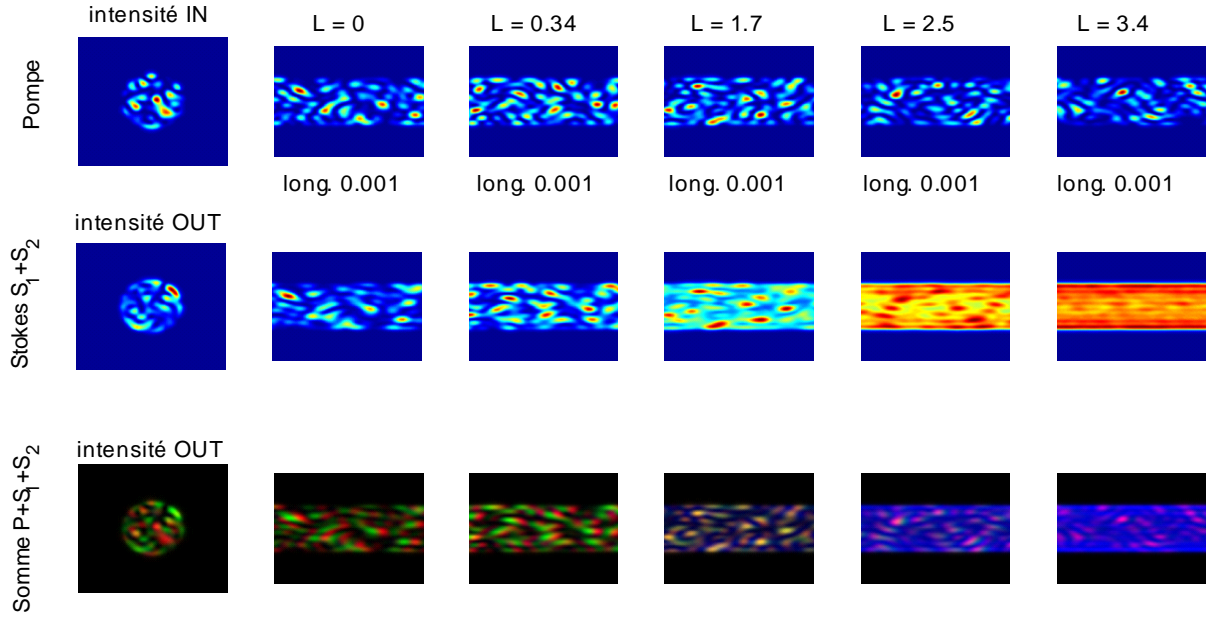 intensité IN
L = 0
L = 0.34
L = 1.7
L = 2.5
L = 3.4
Pompe
long. 0.001
long. 0.001
long. 0.001
long. 0.001
long. 0.001
intensité OUT
Stokes S1+S2
intensité OUT
Somme P+S1+S2